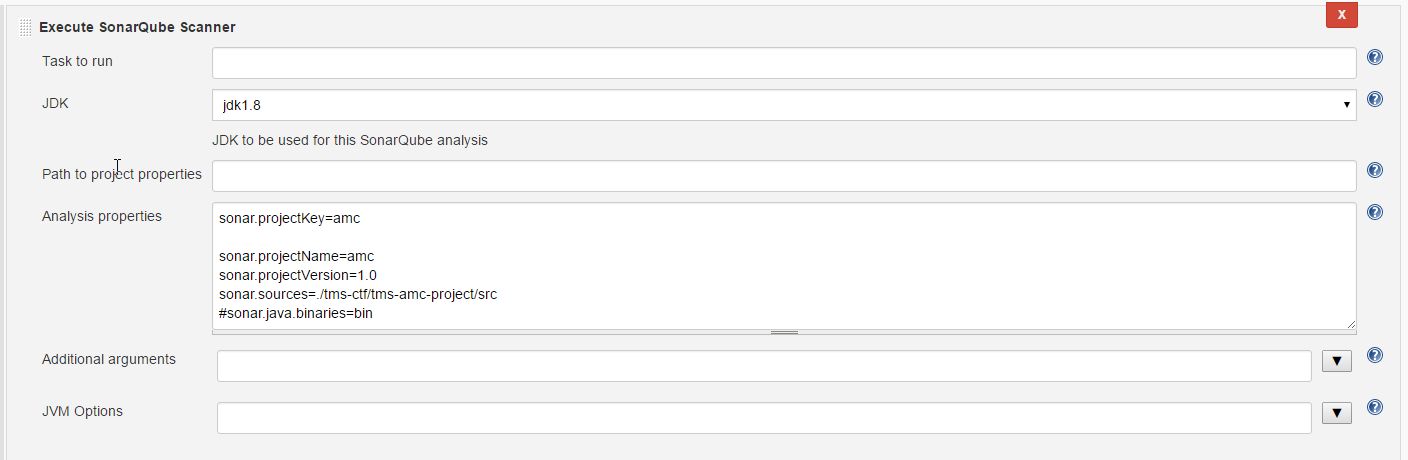 Execute SonarQube Scanner
X
Task to run
?
JDK
jdk1.8
?
JDK to be used for this SonarQube analysis
Path to project properties
?
Analysis properties
?
sonar.projectKey=amc
sonar.projectName=amc
sonar.projectVersion=1.0
sonar.sources=./tms-ctf/tms-amc-project/src
#sonar.java.binaries=bin
Additional arguments
?
JVM Options
?